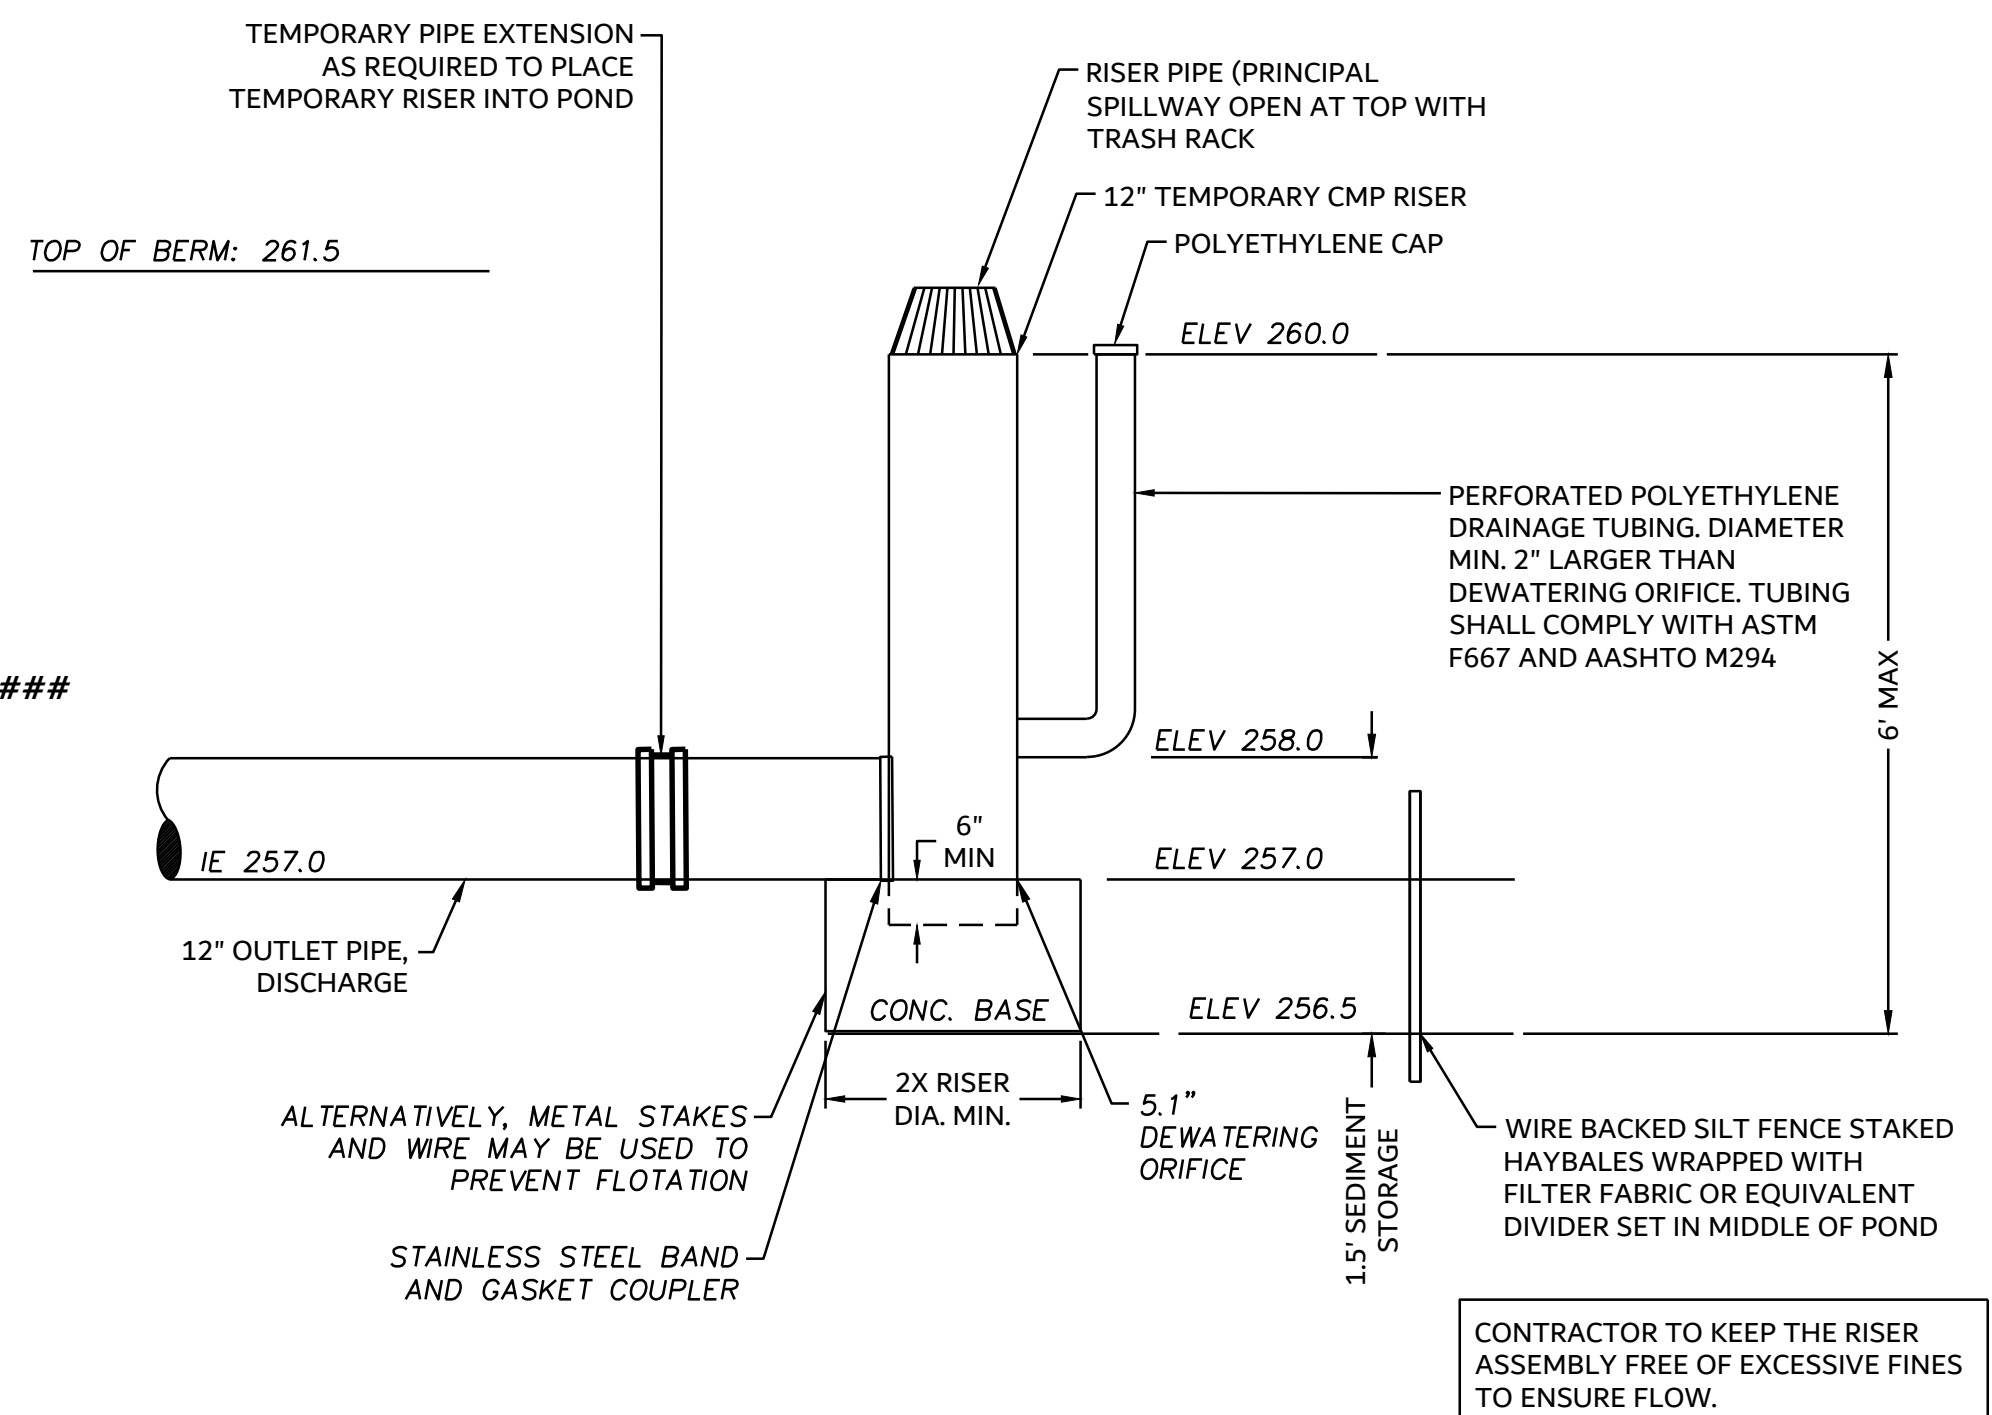 TEMPORARY PIPE EXTENSION
AS REQUIRED TO PLACE
TEMPORARY RISER INTO POND
RISER PIPE (PRINCIPAL
SPILLWAY OPEN AT TOP WITH
TRASH RACK
12" TEMPORARY CMP RISER
POLYETHYLENE CAP
TOP OF BERM: 261.5
ELEV 260.0
PERFORATED POLYETHYLENE
DRAINAGE TUBING. DIAMETER
MIN. 2" LARGER THAN
DEWATERING ORIFICE. TUBING
SHALL COMPLY WITH ASTM
F667 AND AASHTO M294
6' MAX
###
ELEV 258.0
6"
MIN
IE 257.0
ELEV 257.0
12" OUTLET PIPE,
DISCHARGE
CONC. BASE
ELEV 256.5
2X RISER
DIA. MIN.
ALTERNATIVELY, METAL STAKES
AND WIRE MAY BE USED TO
PREVENT FLOTATION
5.1"
DEWATERING
ORIFICE
1.5' SEDIMENT
STORAGE
WIRE BACKED SILT FENCE STAKED
HAYBALES WRAPPED WITH
FILTER FABRIC OR EQUIVALENT
DIVIDER SET IN MIDDLE OF POND
STAINLESS STEEL BAND
AND GASKET COUPLER
CONTRACTOR TO KEEP THE RISER
ASSEMBLY FREE OF EXCESSIVE FINES
TO ENSURE FLOW.